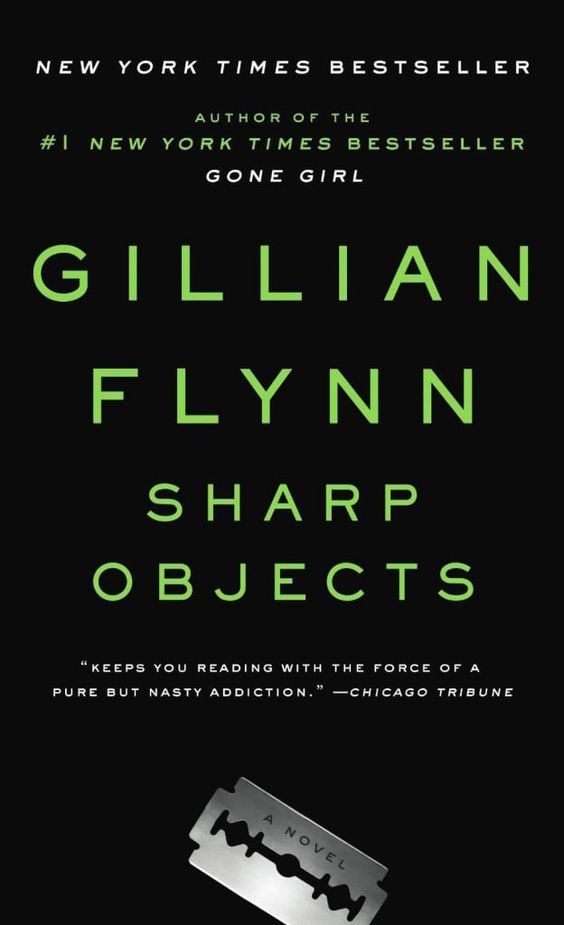 NEW YORK TIMES BESTSELLER
AUTHOR OF THE
#1 NEW YORK TIMES BESTSELLER
GONE GIRL
GILLIAN
FLYNN
SHARP
OBJECTS
“KEEPS YOU READING WITH THE FORCE OF A
PURE BUT NASTY ADDICTION.” —CHICAGO TRIBUNE
A NOVEL